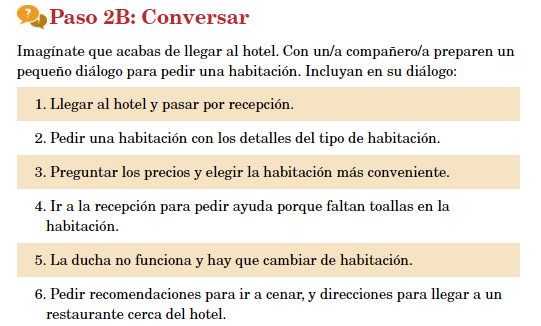 Paso 2B: Conversar
Imagínate que acabas de llegar al hotel. Con un/a compañero/a preparen un
pequeño diálogo para pedir una habitación. Incluyan en su diálogo:
1. Llegar al hotel y pasar por recepción.
2. Pedir una habitación con los detalles del tipo de habitación.
3. Preguntar los precios y elegir la habitación más conveniente.
4. Ir a la recepción para pedir ayuda porque faltan toallas en la
habitación.
5. La ducha no funciona y hay que cambiar de habitación.
6. Pedir recomendaciones para ir a cenar, y direcciones para llegar a un
restaurante cerca del hotel.